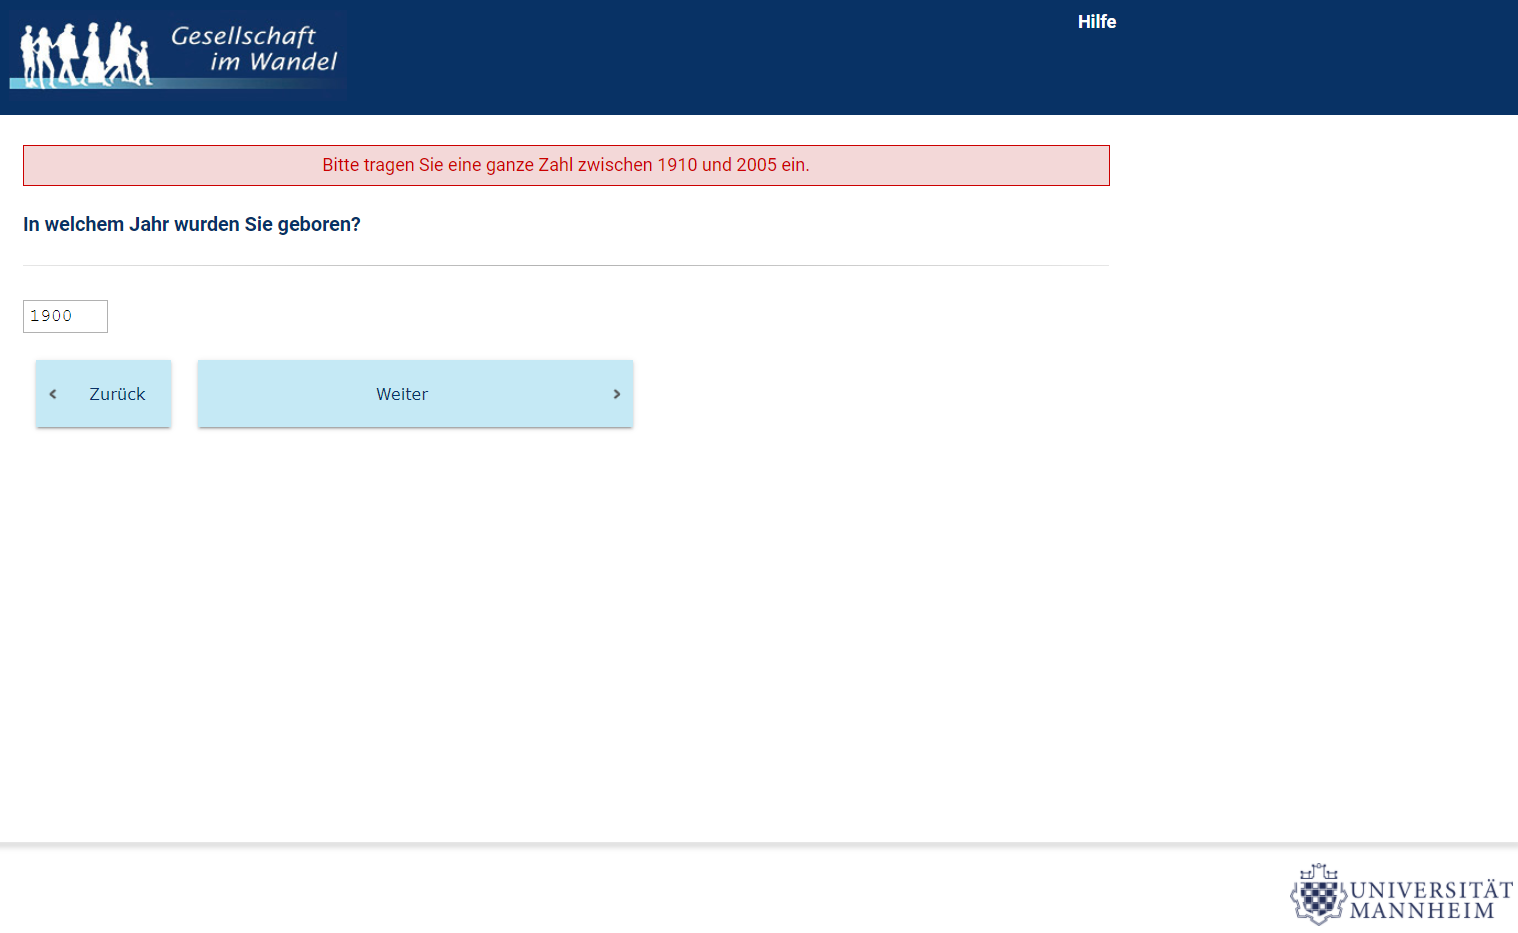 Gesellschaft
im Wandel
Hilfe
Bitte tragen Sie eine ganze Zahl zwischen 1910 und 2005 ein.
In welchem Jahr wurden Sie geboren?
1900
Zurück
Weiter
UNIVERSITÄT
MANNHEIM